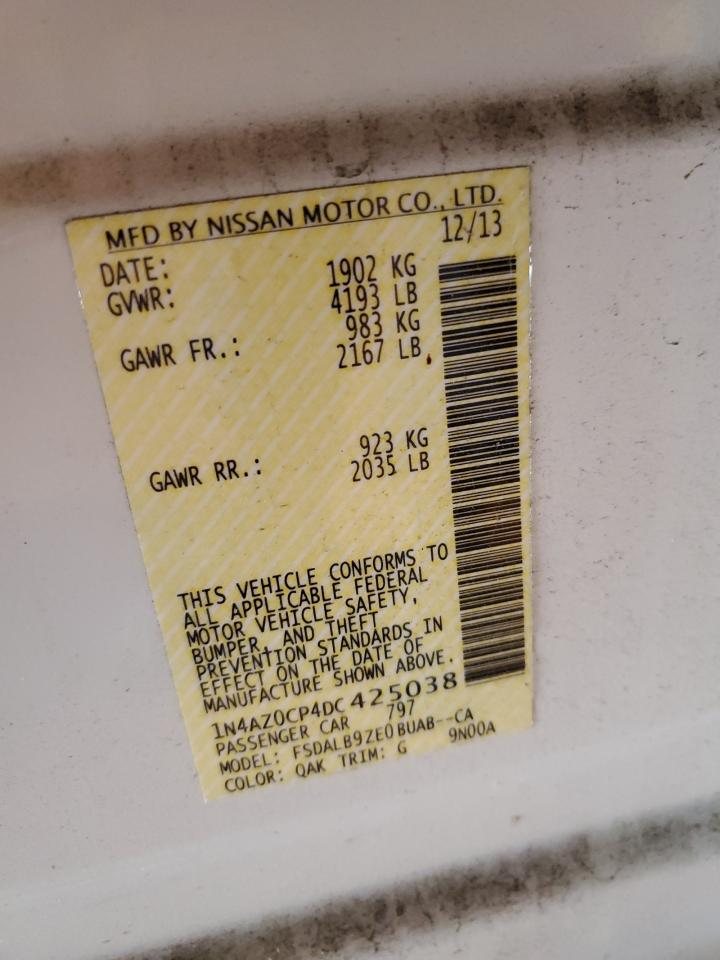 MFD BY NISSAN MOTOR CO., LTD.
DATE: 12/13
GVWR: 1902 KG
4193 LB
GAWR FR.: 983 KG
2167 LB
GAWR RR.: 923 KG
2035 LB
THIS VEHICLE CONFORMS TO
ALL APPLICABLE FEDERAL
MOTOR VEHICLE SAFETY,
BUMPER, AND THEFT
PREVENTION STANDARDS IN
EFFECT ON THE DATE OF
MANUFACTURE SHOWN ABOVE.
1N4AZ0CP4DC425038
PASSENGER CAR 797
MODEL: FSDALB9ZE0BUAB--CA
COLOR: QAK TRIM: G 9N00A